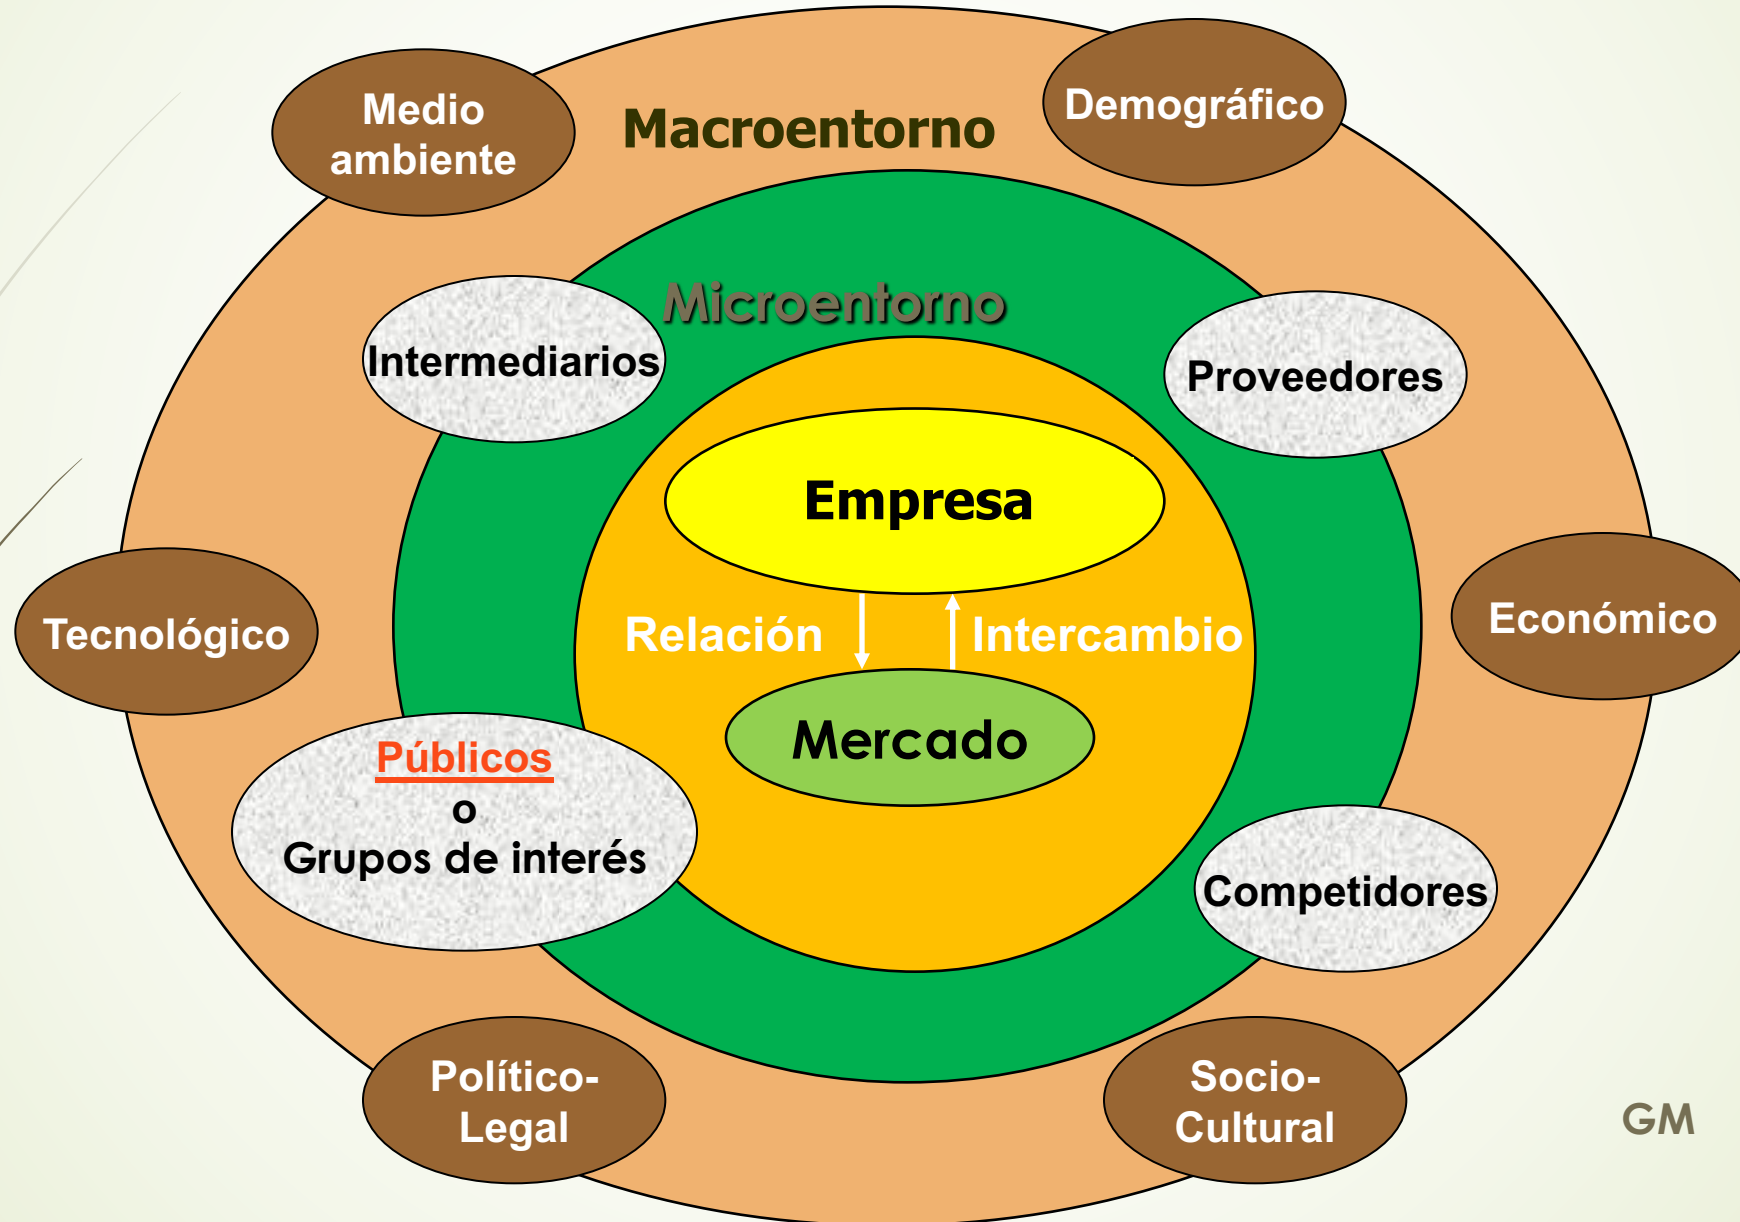 Medio
ambiente
Macroentorno
Demográfico
Microentorno
Intermediarios
Proveedores
Empresa
Relación
Intercambio
Tecnológico
Económico
Mercado
Públicos
o
Grupos de interés
Competidores
Político-
Legal
Socio-
Cultural
GM